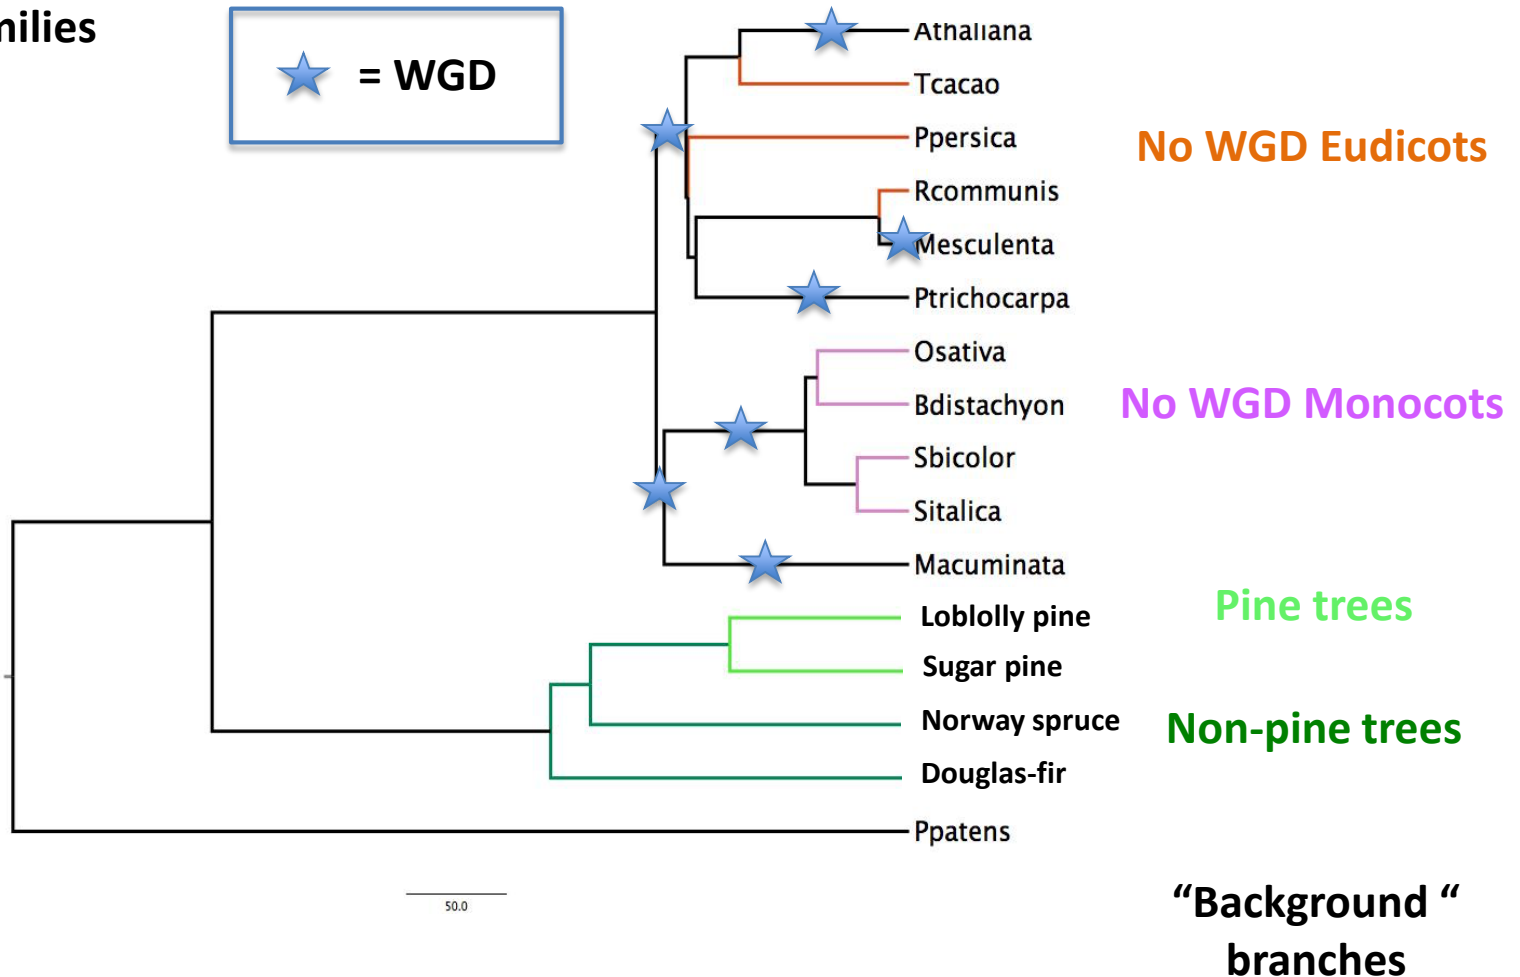 = WGD
Athaliana
Tcacao
Ppersica
No WGD Eudicots
Rcommunis
Mesculenta
Ptrichocarpa
Osativa
Bdistachyon
No WGD Monocots
Sbicolor
Sitalica
Macuminata
Pine trees
Loblolly pine
Sugar pine
Norway spruce
Non-pine trees
Douglas-fir
Ppatens
50.0
“Background “
branches